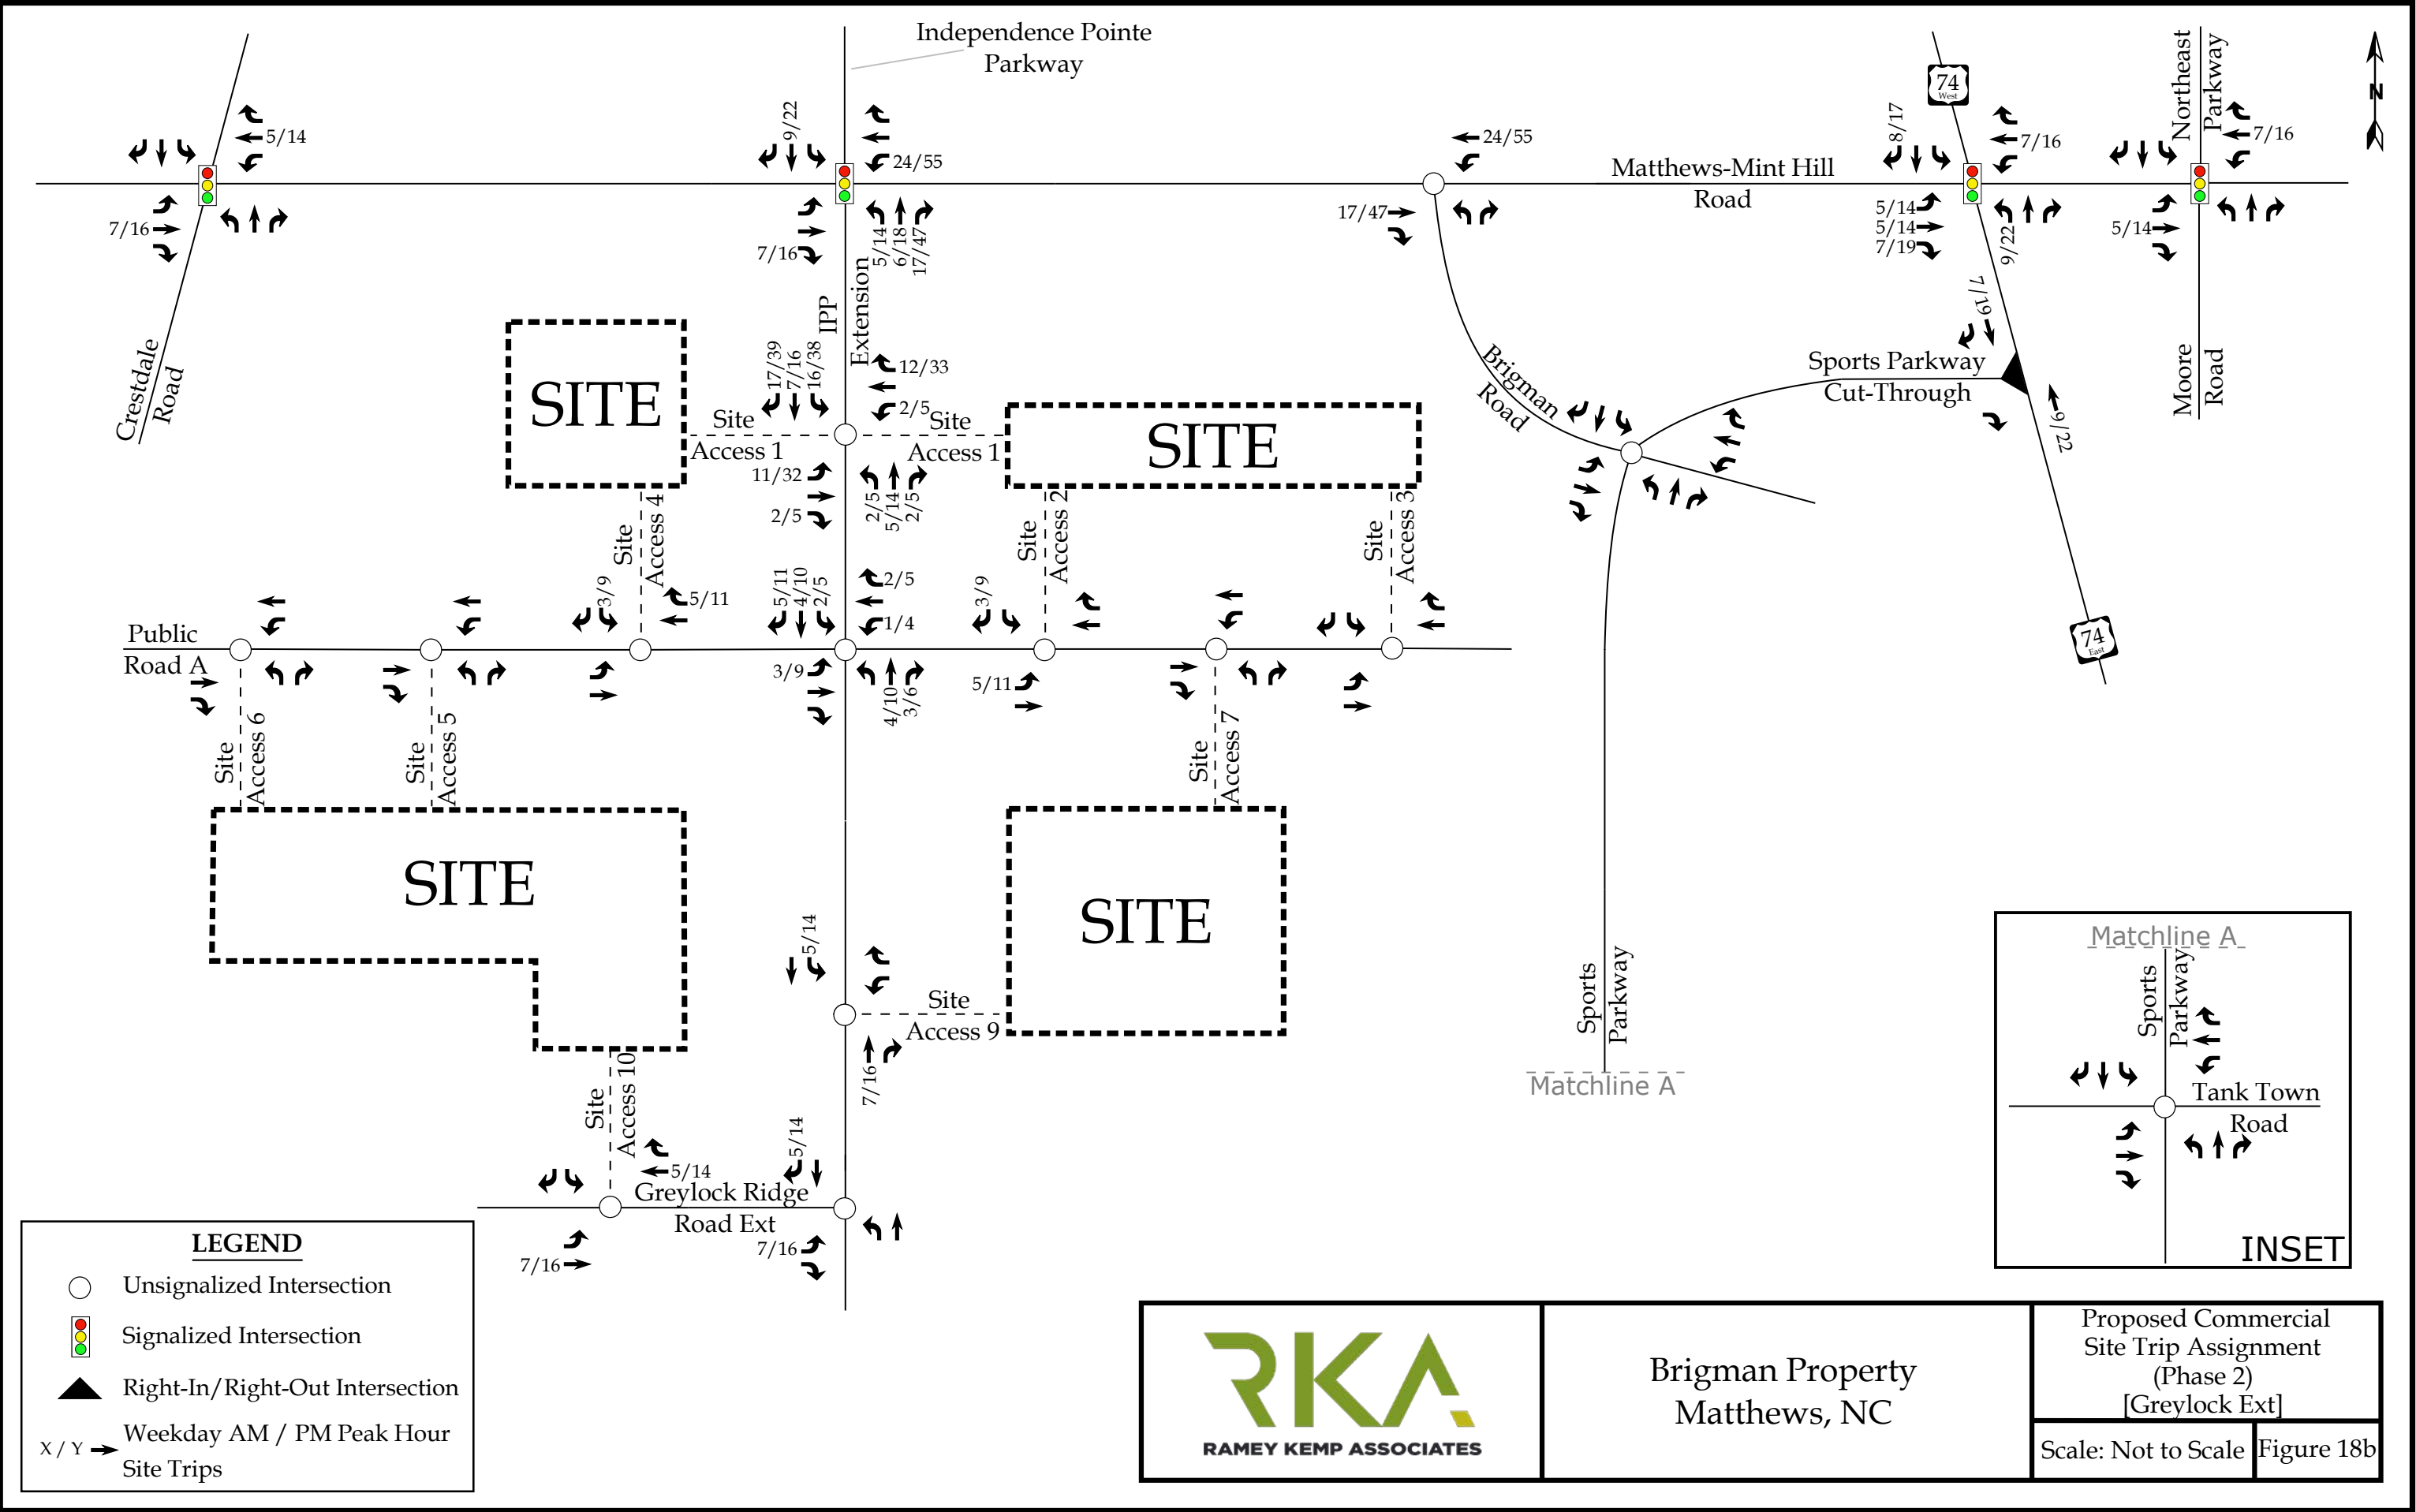 Independence Pointe
Parkway
74
West
Northeast
Parkway
N
5/14
7/16
9/22
24/55
7/16
5/14
6/18
17/47
24/55
17/47
Matthews-Mint Hill
Road
8/17
7/16
5/14
5/14
7/19
9/22
7/16
5/14
Crestdale
Road
IPP
Extension
7/19
9/22
Moore
Road
Sports Parkway
Cut-Through
Brigman
Road
74
East
SITE
SITE
17/39
7/16
16/38
12/33
2/5
Site
Access 1
Site
Access 1
11/32
2/5
2/5
5/14
2/5
Site
Access 4
Site
Access 2
Site
Access 3
3/9
5/11
5/11
4/10
2/5
2/5
1/4
3/9
Public
Road A
3/9
4/10
3/6
5/11
Site
Access 6
Site
Access 5
Site
Access 7
SITE
SITE
5/14
Site
Access 9
7/16
Sports
Parkway
Matchline A
Site
Access 10
5/14
5/14
Greylock Ridge
Road Ext
7/16
7/16
Matchline A
Sports
Parkway
Tank Town
Road
INSET
LEGEND
Unsignalized Intersection
Signalized Intersection
Right-In/Right-Out Intersection
X / Y
Weekday AM / PM Peak Hour
Site Trips
RKA
RAMEY KEMP ASSOCIATES
Brigman Property
Matthews, NC
Proposed Commercial
Site Trip Assignment
(Phase 2)
[Greylock Ext]
Scale: Not to Scale
Figure 18b